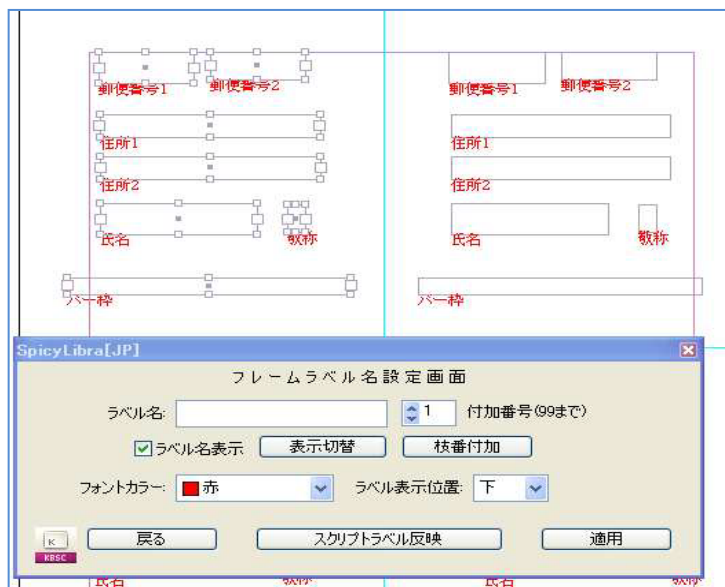 郵便番号1 郵便番号2 郵便番号1 郵便番号2
住所1 住所1
住所2 住所2
氏名 敬称 氏名 敬称
バー枠 バー枠
SpicyLibra[JP]
フレームラベル名設定画面
ラベル名: 1 付加番号(99まで)
ラベル名表示 表示切替 枝番付加
フォントカラー: 赤 ラベル表示位置: 下
K 戻る スクリプトラベル反映 適用
KBSC
氏名 敬称 氏名 敬称